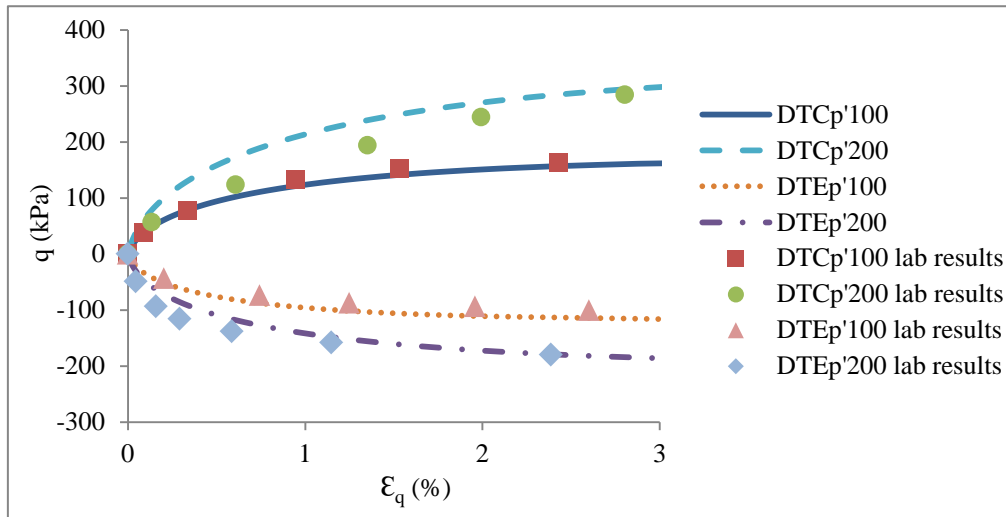 400
300
200
100
0
-100
-200
-300
q (kPa)
0
1
2
3
Ɛq (%)
DTCp'100
DTCp'200
DTEp'100
DTEp'200
DTCp'100 lab results
DTCp'200 lab results
DTEp'100 lab results
DTEp'200 lab results